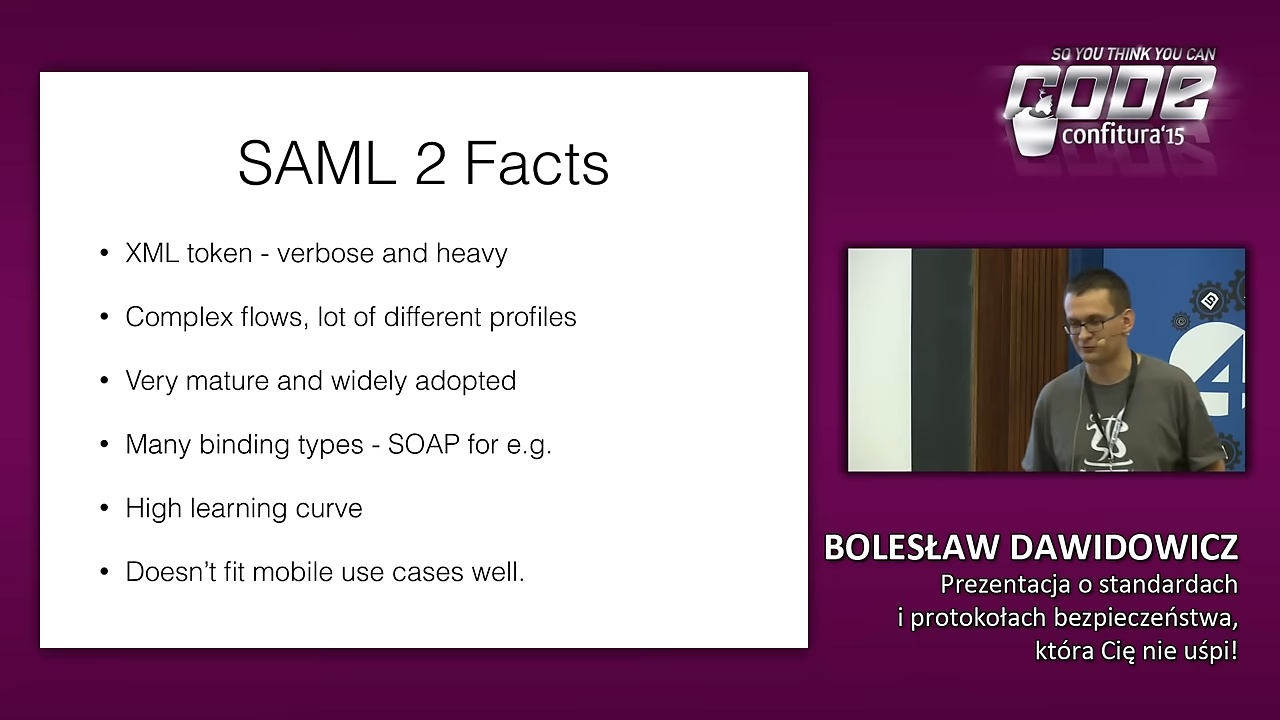 SO YOU THINK YOU CAN
CODE
confitura'15
SAML 2 Facts
• XML token - verbose and heavy
• Complex flows, lot of different profiles
• Very mature and widely adopted
• Many binding types - SOAP for e.g.
• High learning curve
• Doesn't fit mobile use cases well.
4
BOLESŁAW DAWIDOWICZ
Prezentacja o standardach
i protokołach bezpieczeństwa,
która Cię nie uśpi!